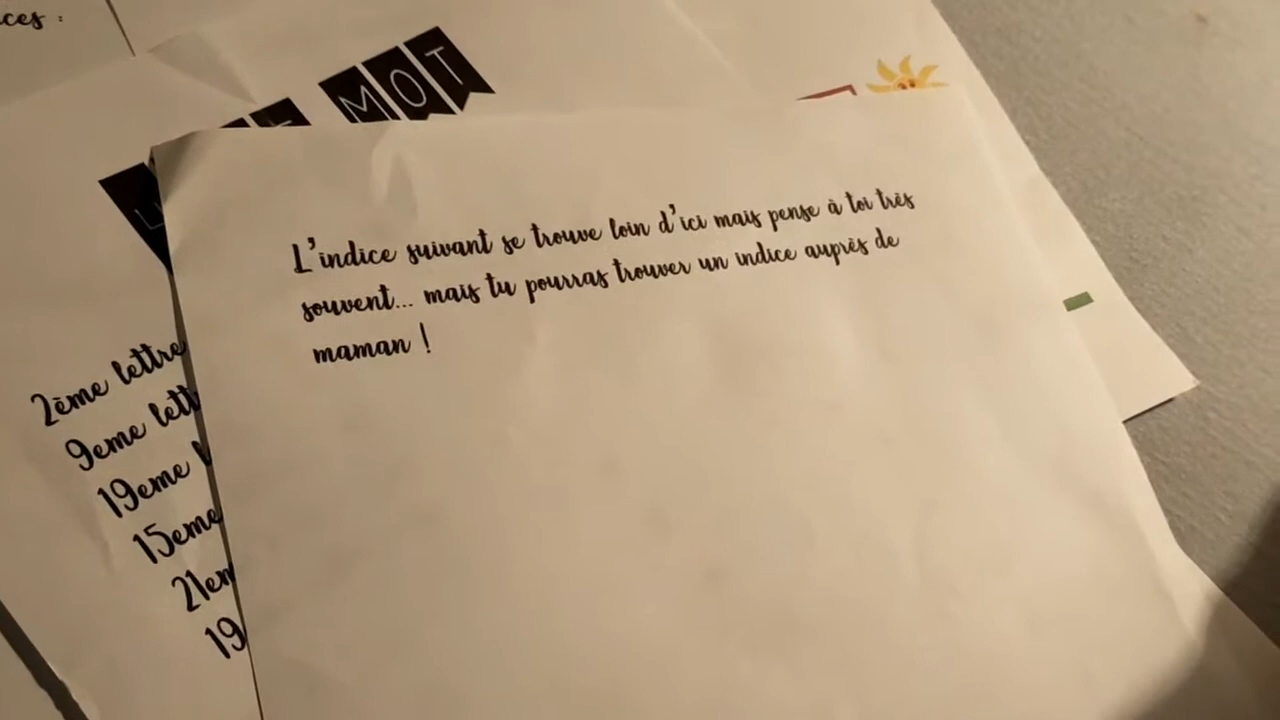 ces :
MOT
L'indice suivant se trouve loin d'ici mais pense à toi très
souvent... mais tu pourras trouver un indice auprès de
maman !
2ème lettre
9eme lett
19eme l
15eme
21em
19